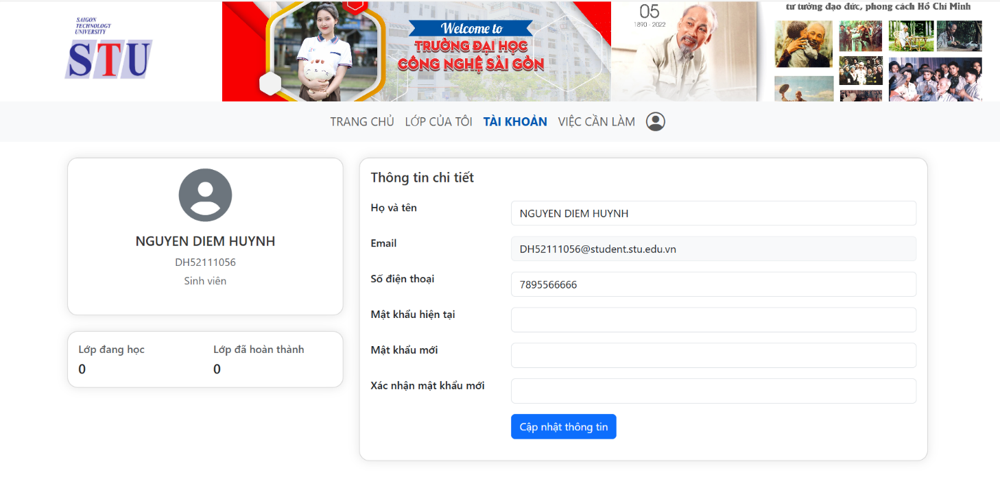 SAIGON
TECHNOLOGY
UNIVERSITY
STU
Welcome to
TRƯỜNG ĐẠI HỌC
CÔNG NGHỆ SÀI GÒN
05
1890 - 2022
tư tưởng đạo đức, phong cách Hồ Chí Minh
TRANG CHỦ LỚP CỦA TÔI TÀI KHOẢN VIỆC CẦN LÀM
NGUYEN DIEM HUYNH
DH52111056
Sinh viên
Lớp đang học
0
Lớp đã hoàn thành
0
Thông tin chi tiết
Họ và tên
NGUYEN DIEM HUYNH
Email
DH52111056@student.stu.edu.vn
Số điện thoại
7895566666
Mật khẩu hiện tại
Mật khẩu mới
Xác nhận mật khẩu mới
Cập nhật thông tin